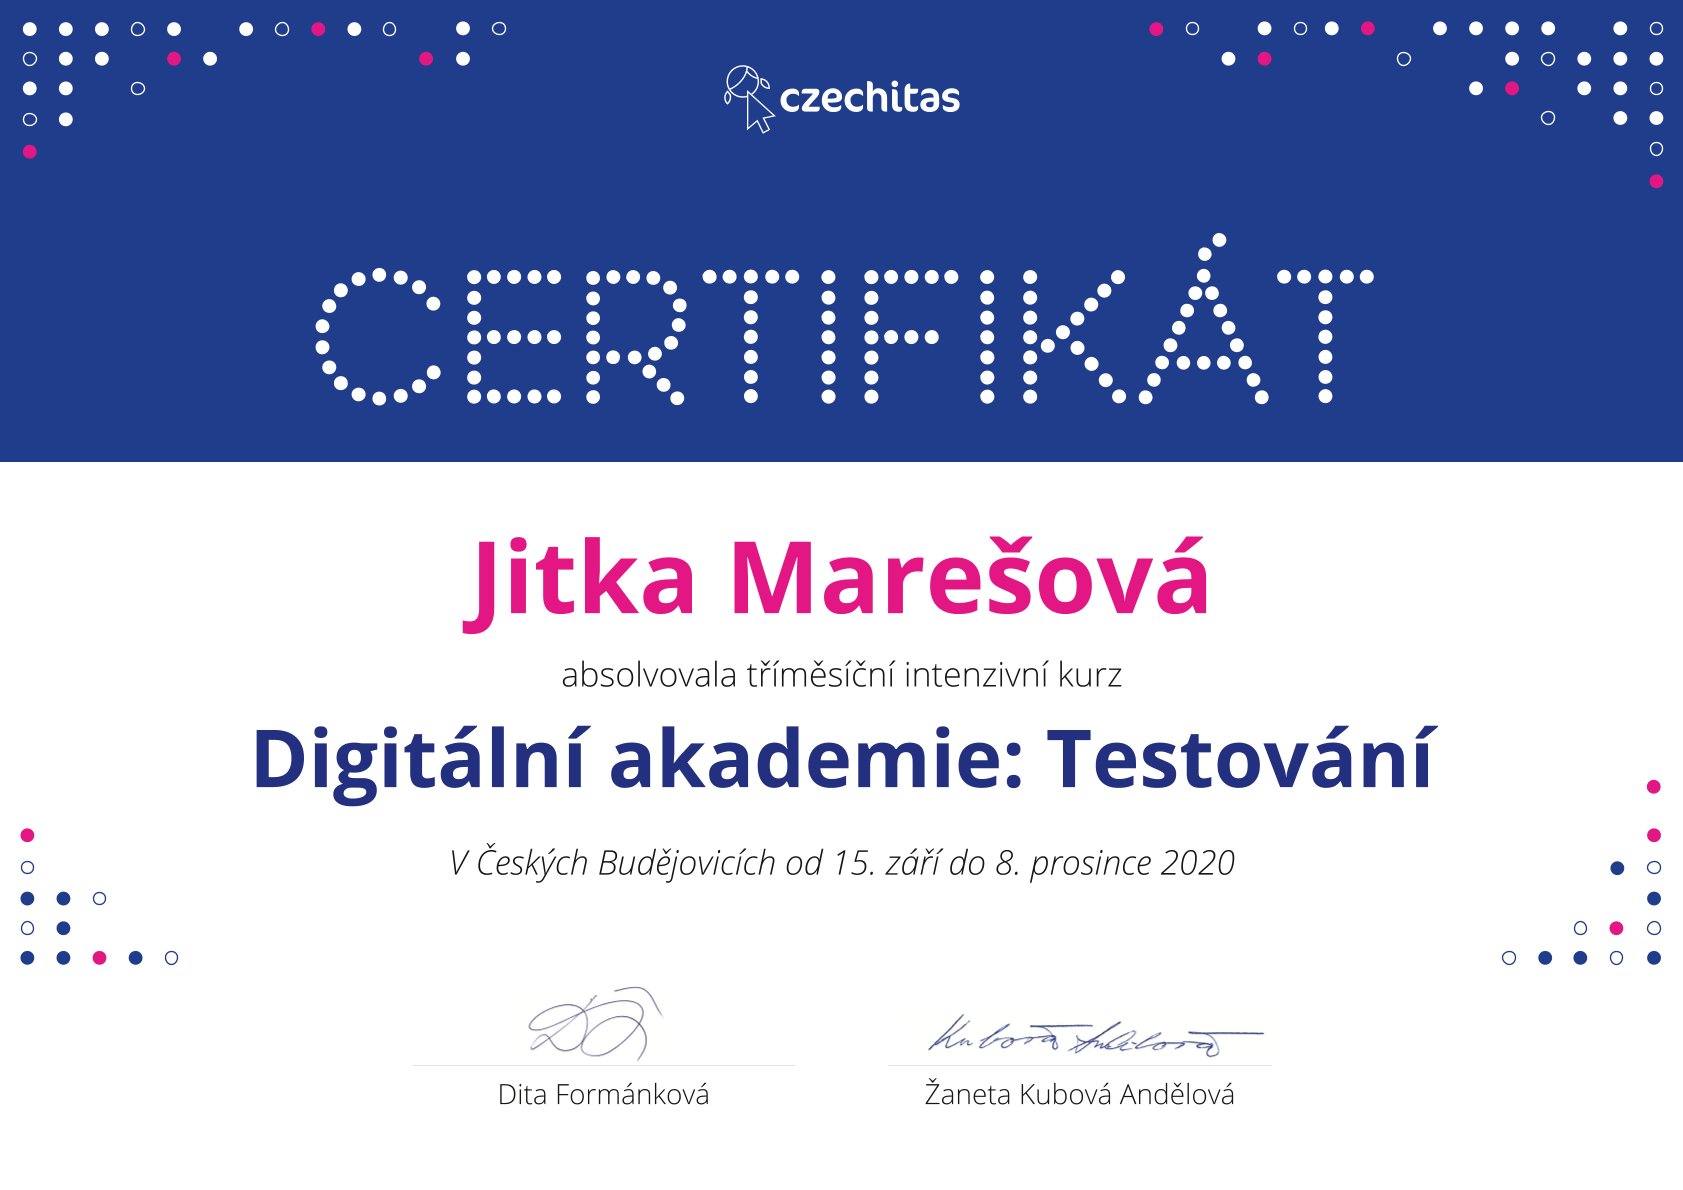 czechitas
CERTIFIKÁT
Jitka Marešová
absolvovala tříměsíční intenzivní kurz
Digitální akademie: Testování
V Českých Budějovicích od 15. září do 8. prosince 2020
Kubová Andělová
Dita Formánková
Žaneta Kubová Andělová